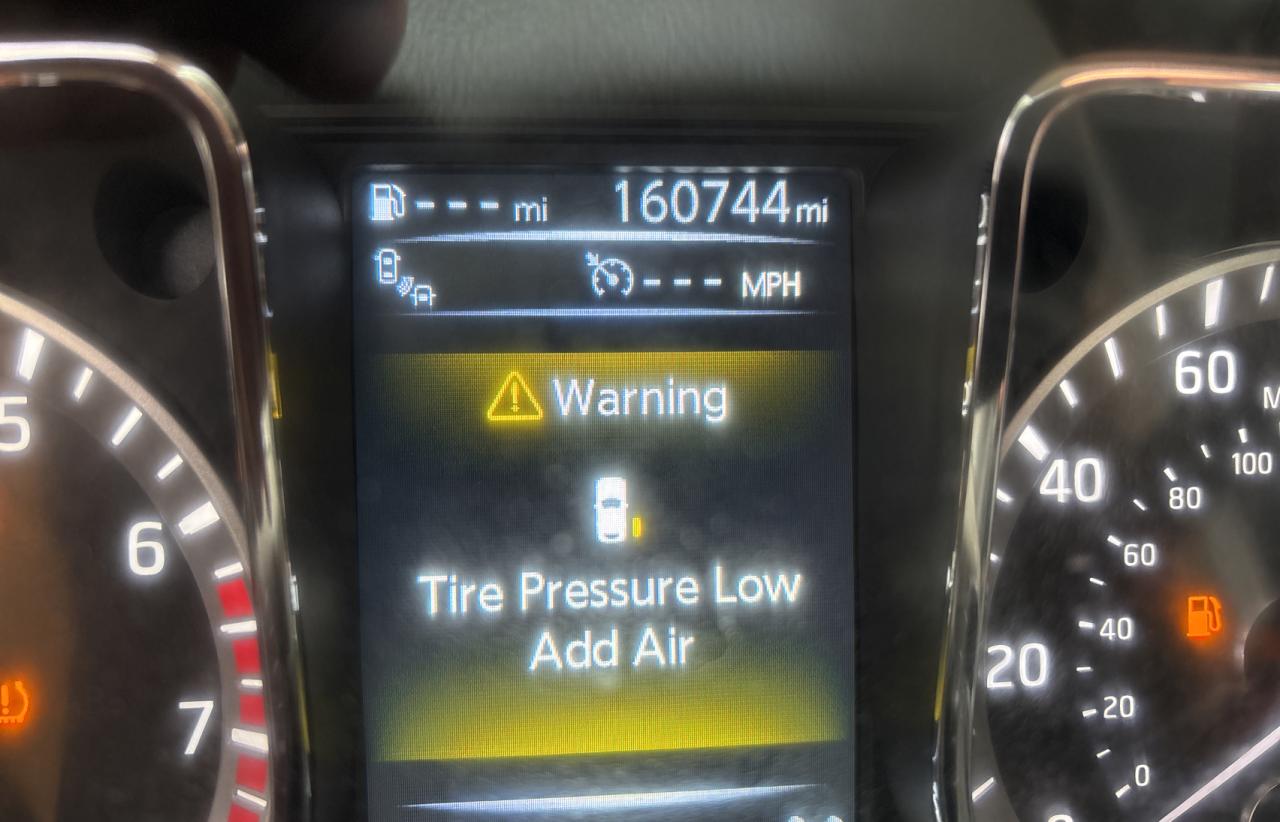 --- mi 160744 mi
--- MPH
Warning
Tire Pressure Low
Add Air
5
6
7
60
100
40
80
60
40
20
20
0